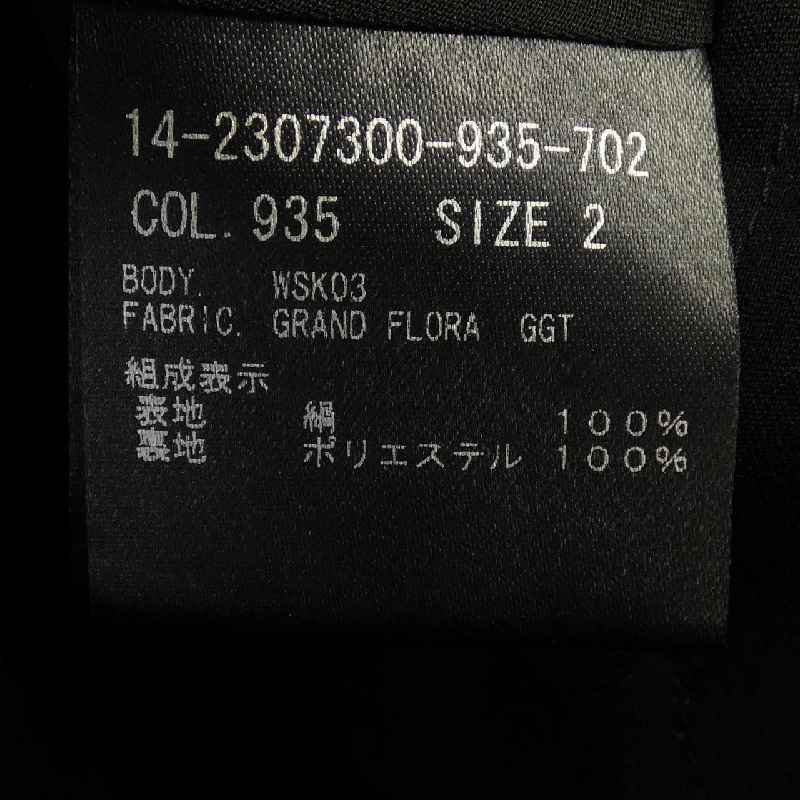 14-2307300-935-702
COL. 935 SIZE 2
BODY. WSK03
FABRIC. GRAND FLORA GGT
組成表示
表地 絹 100%
裏地 ポリエステル 100%